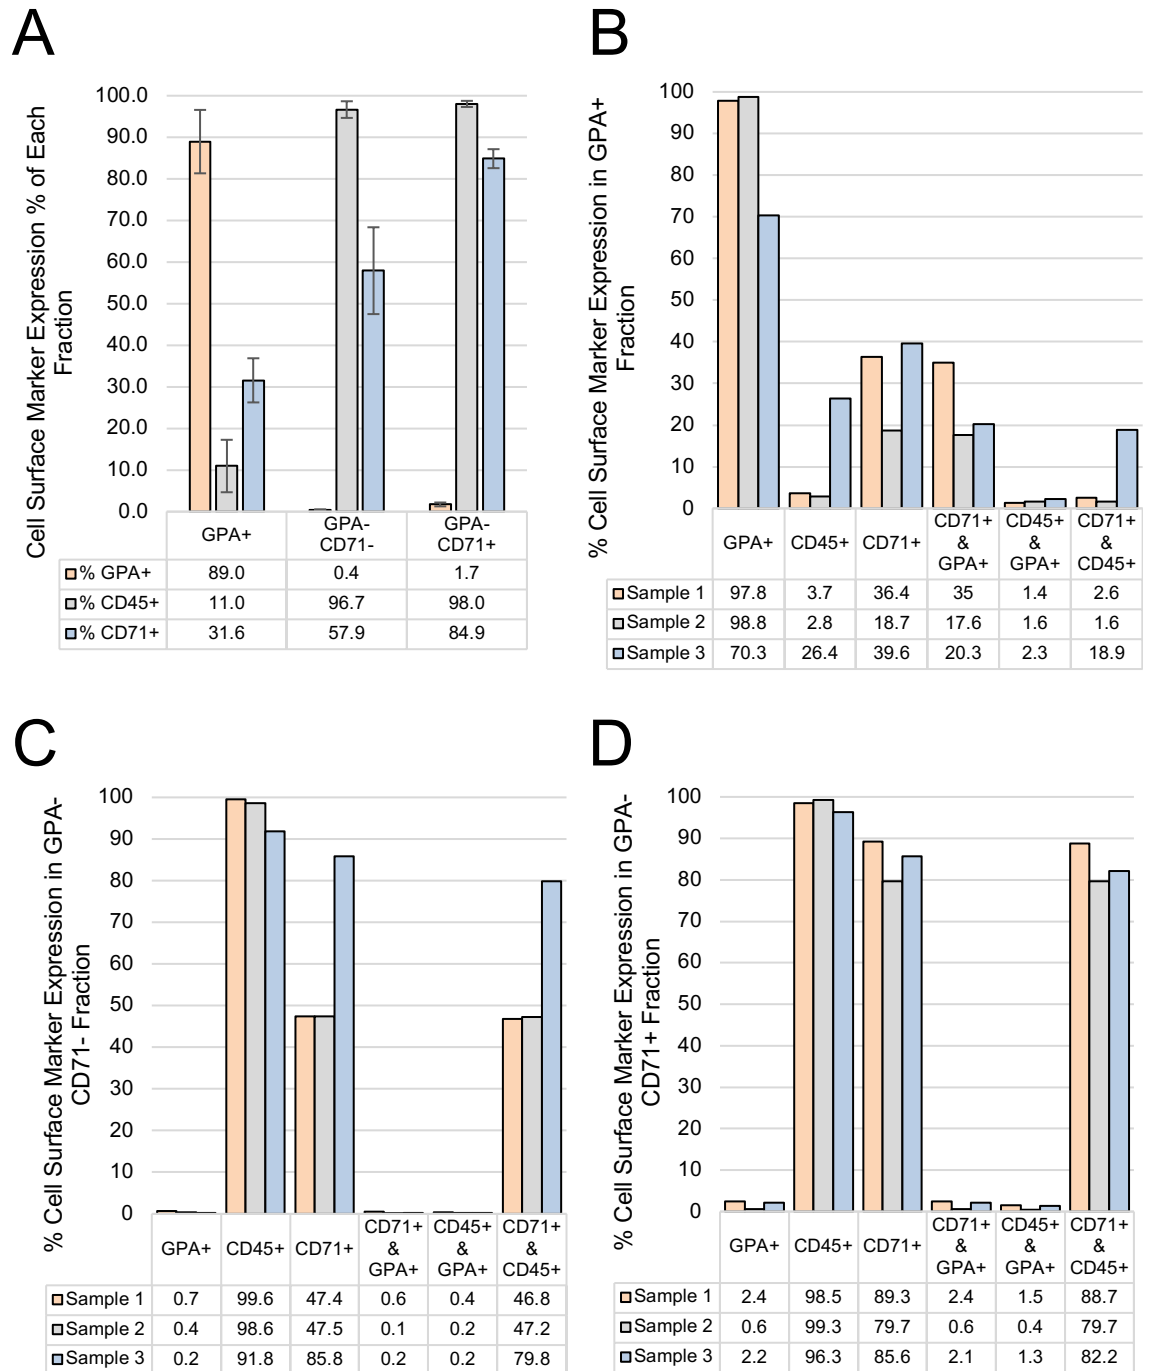 A
Cell Surface Marker Expression % of Each
Fraction
100.0
90.0
80.0
70.0
60.0
50.0
40.0
30.0
20.0
10.0
0.0
GPA+ GPA- CD71- GPA- CD71+
% GPA+ 89.0 0.4 1.7
% CD45+ 11.0 96.7 98.0
% CD71+ 31.6 57.9 84.9
B
% Cell Surface Marker Expression in GPA+
Fraction
100
90
80
70
60
50
40
30
20
10
0
GPA+ CD45+ CD71+ CD71+ & GPA+ CD45+ & GPA+ CD71+ & CD45+
Sample 1 97.8 3.7 36.4 35 1.4 2.6
Sample 2 98.8 2.8 18.7 17.6 1.6 1.6
Sample 3 70.3 26.4 39.6 20.3 2.3 18.9
C
% Cell Surface Marker Expression in GPA-
CD71- Fraction
100
90
80
70
60
50
40
30
20
10
0
GPA+ CD45+ CD71+ CD71+ & GPA+ CD45+ & GPA+ CD71+ & CD45+
Sample 1 0.7 99.6 47.4 0.6 0.4 46.8
Sample 2 0.4 98.6 47.5 0.1 0.2 47.2
Sample 3 0.2 91.8 85.8 0.2 0.2 79.8
D
% Cell Surface Marker Expression in GPA-
CD71+ Fraction
100
90
80
70
60
50
40
30
20
10
0
GPA+ CD45+ CD71+ CD71+ & GPA+ CD45+ & GPA+ CD71+ & CD45+
Sample 1 2.4 98.5 89.3 2.4 1.5 88.7
Sample 2 0.6 99.3 79.7 0.6 0.4 79.7
Sample 3 2.2 96.3 85.6 2.1 1.3 82.2